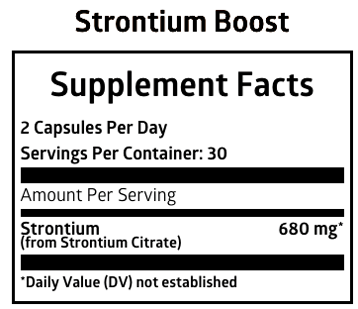 Strontium Boost
Supplement Facts
2 Capsules Per Day
Servings Per Container: 30
Amount Per Serving
Strontium 680 mg*
(from Strontium Citrate)
*Daily Value (DV) not established